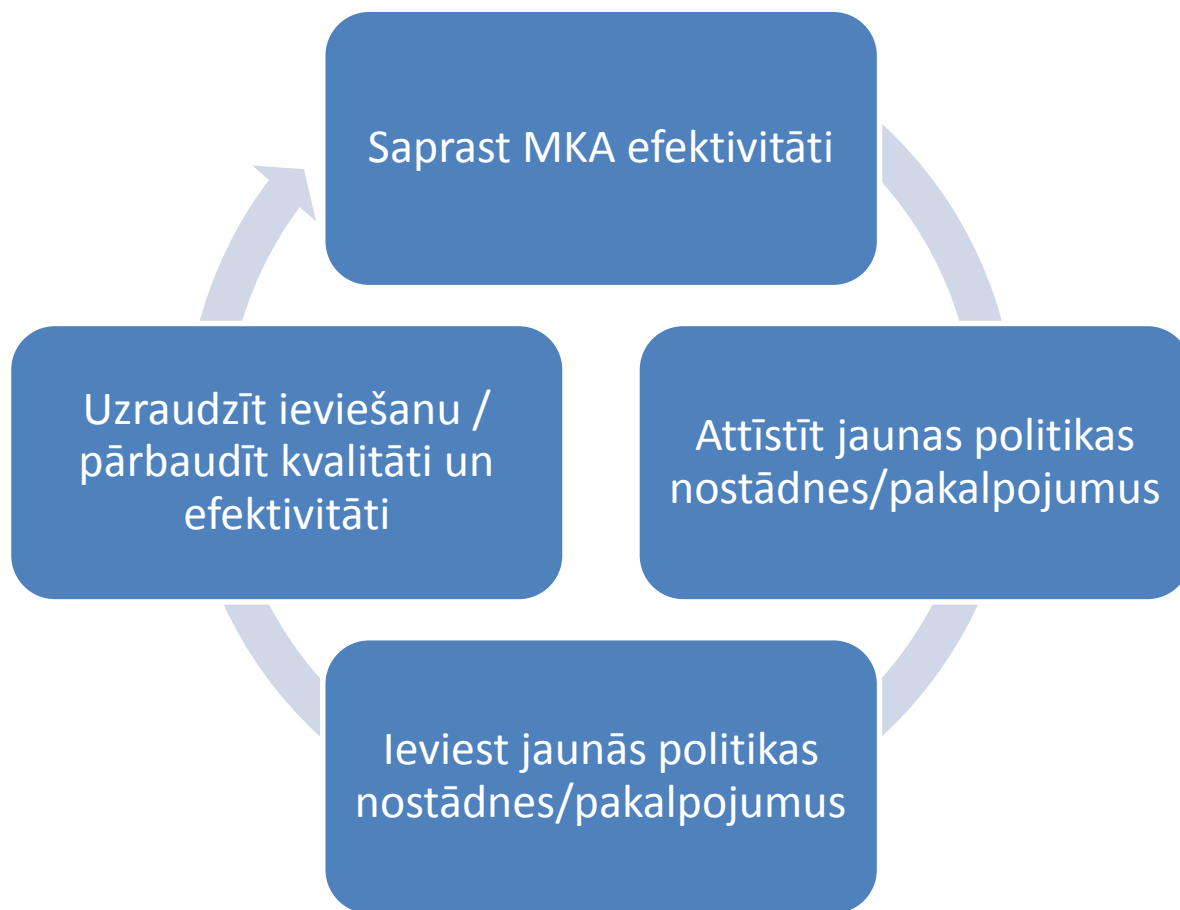 Saprast MKA efektivitāti
Uzraudzīt ieviešanu /
pārbaudīt kvalitāti un
efektivitāti
Attīstīt jaunas politikas
nostādnes/pakalpojumus
Ieviest jaunās politikas
nostādnes/pakalpojumus